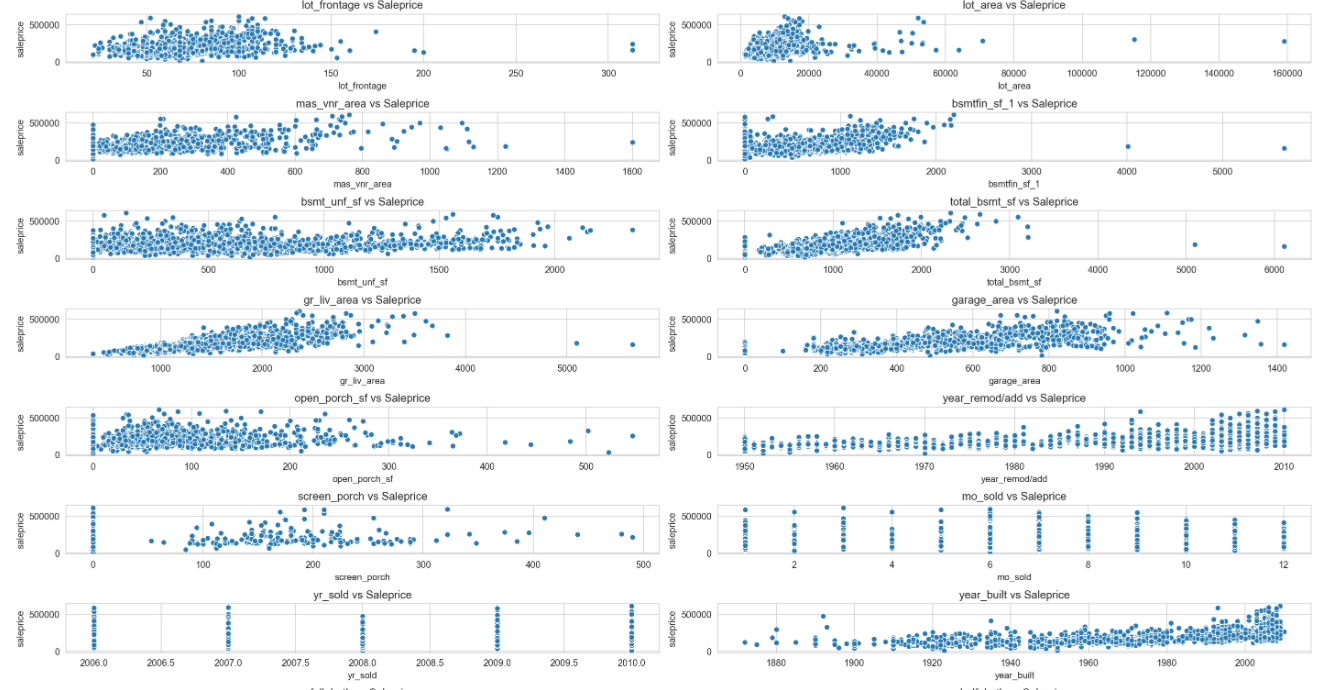 lot_frontage vs Saleprice
saleprice
500000
0
50 100 150 200 250 300
lot_frontage
lot_area vs Saleprice
saleprice
500000
0
0 20000 40000 60000 80000 100000 120000 140000 160000
lot_area
mas_vnr_area vs Saleprice
saleprice
500000
0
0 200 400 600 800 1000 1200 1400 1600
mas_vnr_area
bsmtfin_sf_1 vs Saleprice
saleprice
500000
0
0 1000 2000 3000 4000 5000
bsmtfin_sf_1
bsmt_unf_sf vs Saleprice
saleprice
500000
0
0 500 1000 1500 2000
bsmt_unf_sf
total_bsmt_sf vs Saleprice
saleprice
500000
0
0 1000 2000 3000 4000 5000 6000
total_bsmt_sf
gr_liv_area vs Saleprice
saleprice
500000
0
1000 2000 3000 4000 5000
gr_liv_area
garage_area vs Saleprice
saleprice
500000
0
0 200 400 600 800 1000 1200 1400
garage_area
open_porch_sf vs Saleprice
saleprice
500000
0
0 100 200 300 400 500
open_porch_sf
year_remod/add vs Saleprice
saleprice
500000
0
1950 1960 1970 1980 1990 2000 2010
year_remod/add
screen_porch vs Saleprice
saleprice
500000
0
0 100 200 300 400 500
screen_porch
mo_sold vs Saleprice
saleprice
500000
0
2 4 6 8 10 12
mo_sold
yr_sold vs Saleprice
saleprice
500000
0
2006.0 2006.5 2007.0 2007.5 2008.0 2008.5 2009.0 2009.5 2010.0
yr_sold
year_built vs Saleprice
saleprice
500000
0
1880 1900 1920 1940 1960 1980 2000
year_built